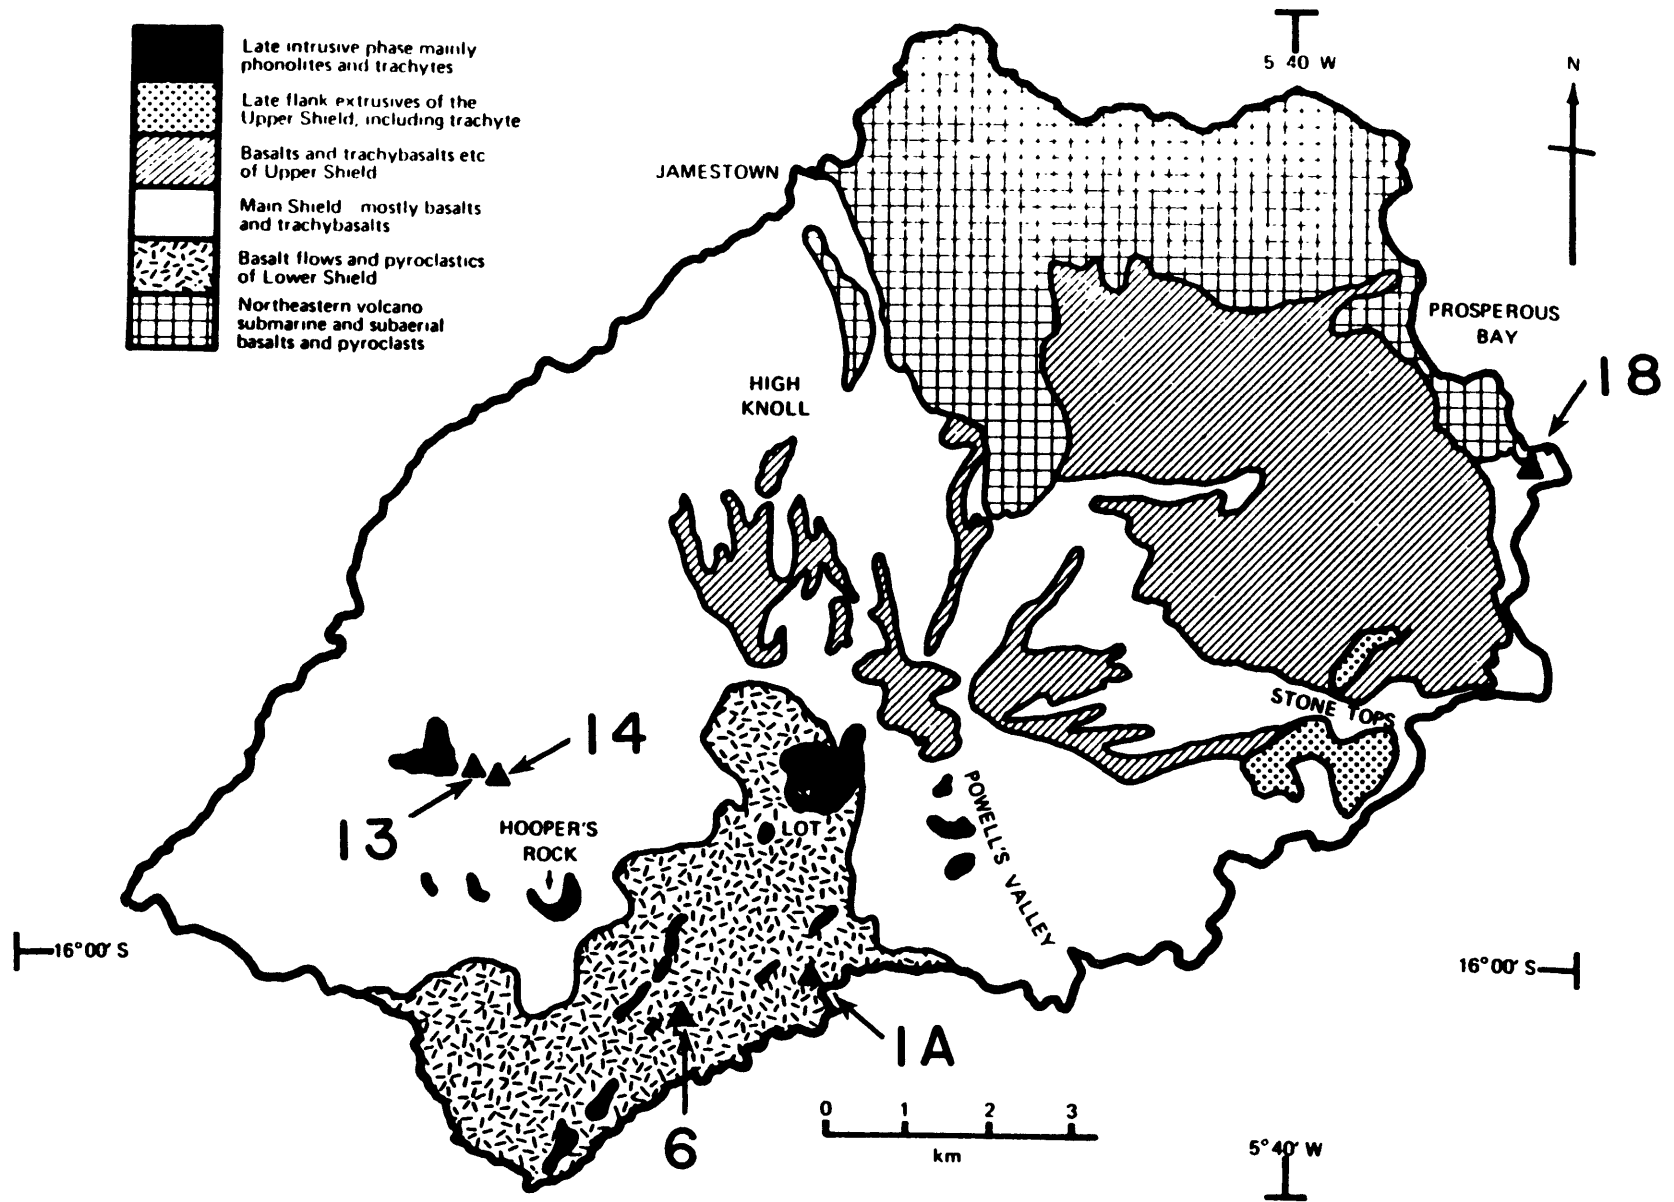 Late intrusive phase mainly
phonolites and trachytes
Late flank extrusives of the
Upper Shield, including trachyte
Basalts and trachybasalts etc
of Upper Shield
Main Shield mostly basalts
and trachybasalts
Basalt flows and pyroclastics
of Lower Shield
Northeastern volcano
submarine and subaerial
basalts and pyroclasts
5 40 W
N
JAMESTOWN
PROSPEROUS
BAY
18
HIGH
KNOLL
STONE TOPS
14
13
HOOPER'S
ROCK
LOT
POWELL'S VALLEY
16°00' S
16°00' S
1A
6
0 1 2 3
km
5°40' W